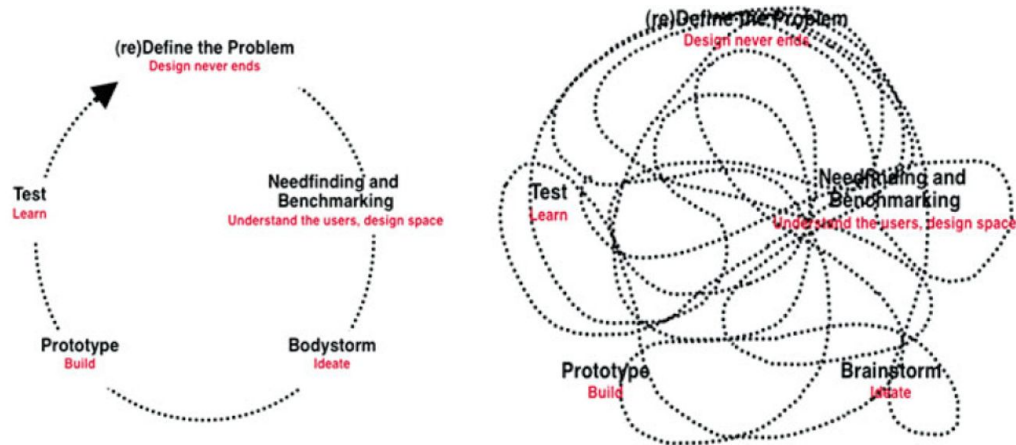 (re)Define the Problem
Design never ends
Test
Learn
Needfinding and
Benchmarking
Understand the users, design space
Prototype
Build
Bodystorm
Ideate
(re)Define the Problem
Design never ends
Test
Learn
Needfinding and
Benchmarking
Understand the users, design space
Prototype
Build
Brainstorm
Ideate